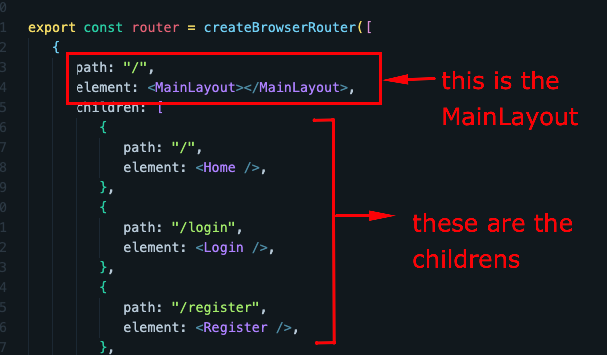 export const router = createBrowserRouter([
{
path: "/",
element: <MainLayout></MainLayout>,
children: [
{
path: "/",
element: <Home />,
},
{
path: "/login",
element: <Login />,
},
{
path: "/register",
element: <Register />,
},
this is the
MainLayout
these are the
childrens